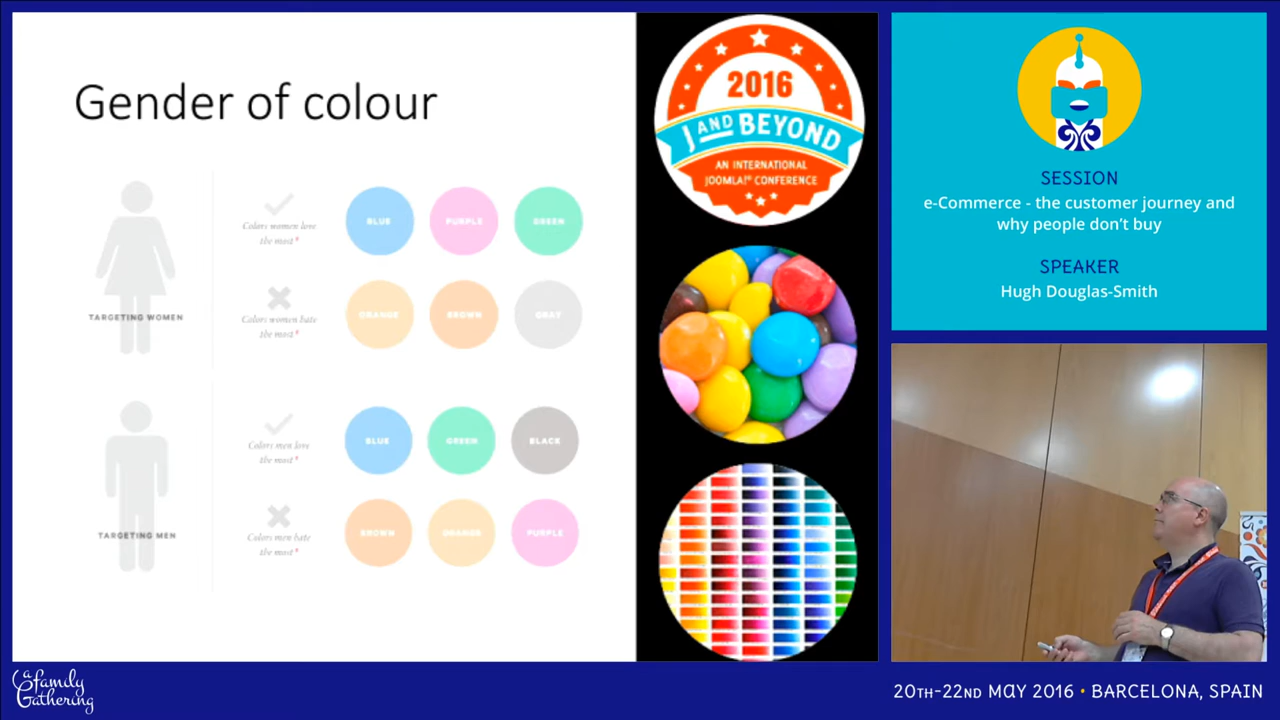 Gender of colour
TARGETING WOMEN
Colors women love
the most*
BLUE
PURPLE
GREEN
Colors women hate
the most*
ORANGE
BROWN
GRAY
TARGETING MEN
Colors men love
the most*
BLUE
GREEN
BLACK
Colors men hate
the most*
BROWN
ORANGE
PURPLE
2016
J AND BEYOND
AN INTERNATIONAL
JOOMLA!® CONFERENCE
SESSION
e-Commerce - the customer journey and
why people don't buy
SPEAKER
Hugh Douglas-Smith
a family
Gathering
20TH-22ND MAY 2016 • BARCELONA, SPAIN